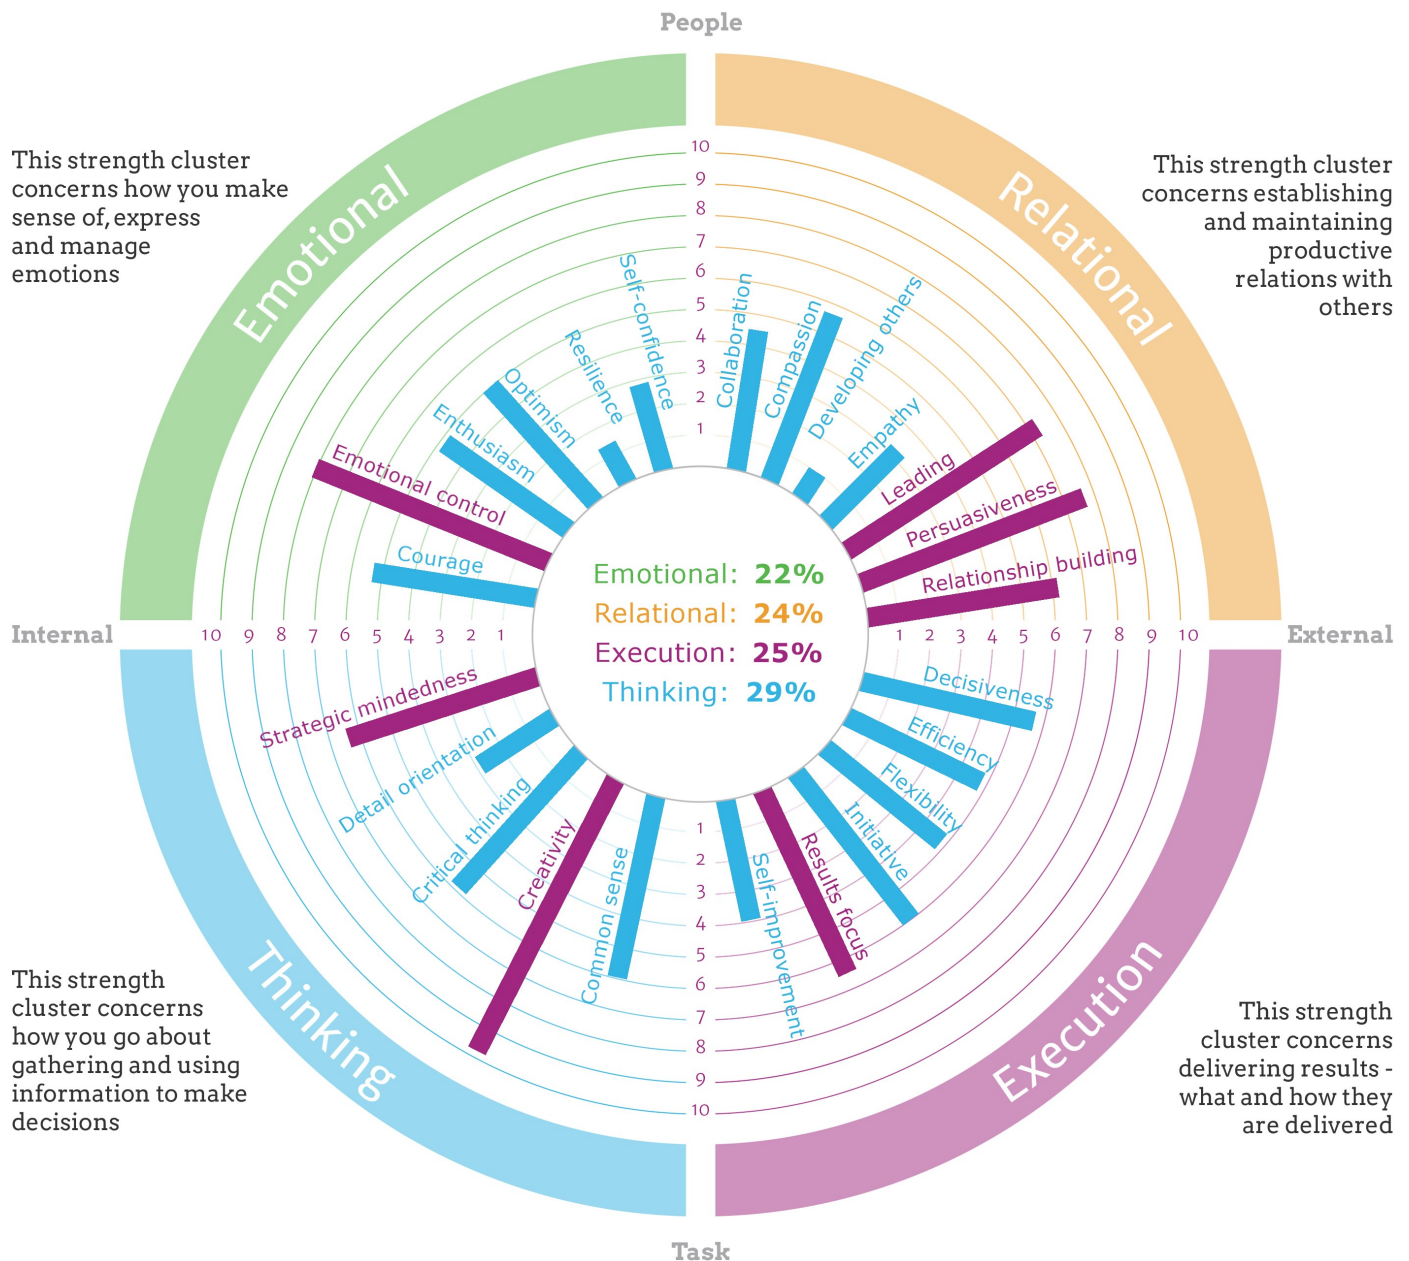 People
This strength cluster
concerns how you make
sense of, express
and manage
emotions
This strength cluster
concerns establishing
and maintaining
productive
relations with
others
Emotional
Relational
10
9
8
7
6
5
4
3
2
1
Courage
Emotional control
Enthusiasm
Optimism
Resilience
Self-confidence
Collaboration
Compassion
Developing others
Empathy
Leading
Persuasiveness
Relationship building
Emotional: 22%
Relational: 24%
Execution: 25%
Thinking: 29%
Internal
10 9 8 7 6 5 4 3 2 1
1 2 3 4 5 6 7 8 9 10
External
Strategic mindedness
Detail orientation
Critical thinking
Creativity
Common sense
Self-improvement
Results focus
Initiative
Flexibility
Efficiency
Decisiveness
1
2
3
4
5
6
7
8
9
10
Thinking
Execution
This strength
cluster concerns
how you go about
gathering and using
information to make
decisions
This strength
cluster concerns
delivering results -
what and how they
are delivered
Task